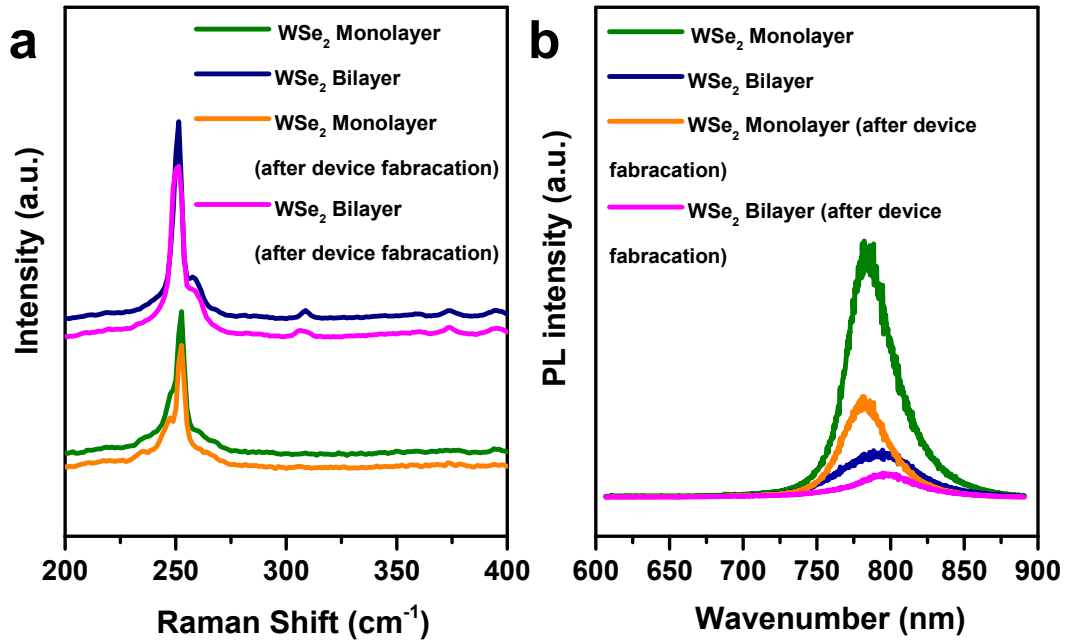 a
WSe₂ Monolayer
WSe₂ Bilayer
WSe₂ Monolayer
(after device fabracation)
WSe₂ Bilayer
(after device fabracation)
Intensity (a.u.)
200 250 300 350 400
Raman Shift (cm⁻¹)
b
WSe₂ Monolayer
WSe₂ Bilayer
WSe₂ Monolayer (after device
fabracation)
WSe₂ Bilayer (after device
fabracation)
PL intensity (a.u.)
600 650 700 750 800 850 900
Wavenumber (nm)